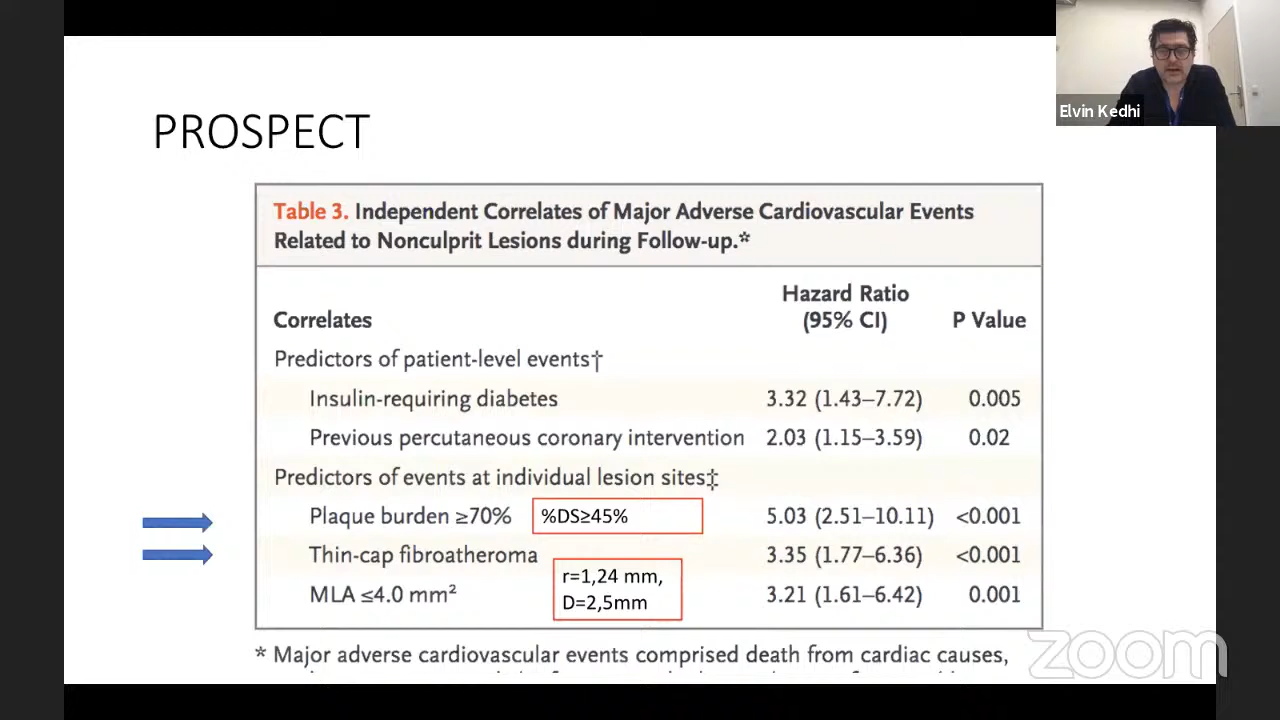 Elvin Kedhi
PROSPECT
Table 3. Independent Correlates of Major Adverse Cardiovascular Events
Related to Nonculprit Lesions during Follow-up.*
Correlates
Hazard Ratio
(95% CI)
P Value
Predictors of patient-level events†
Insulin-requiring diabetes 3.32 (1.43–7.72) 0.005
Previous percutaneous coronary intervention 2.03 (1.15–3.59) 0.02
Predictors of events at individual lesion sites‡
Plaque burden ≥70% %DS≥45% 5.03 (2.51–10.11) <0.001
Thin-cap fibroatheroma 3.35 (1.77–6.36) <0.001
r=1,24 mm,
D=2,5mm
MLA ≤4.0 mm² 3.21 (1.61–6.42) 0.001
* Major adverse cardiovascular events comprised death from cardiac causes,
zoom